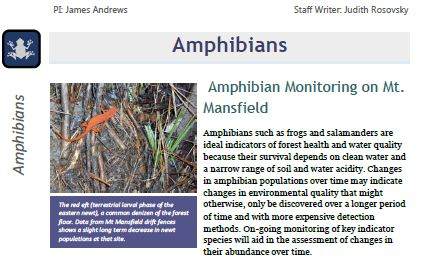 PI: James Andrews
Staff Writer: Judith Rosovsky
Amphibians
Amphibians
Amphibian Monitoring on Mt.
Mansfield
Amphibians such as frogs and salamanders are
ideal indicators of forest health and water quality
because their survival depends on clean water and
a narrow range of soil and water acidity. Changes
in amphibian populations over time may indicate
changes in environmental quality that might
otherwise, only be discovered over a longer period
of time and with more expensive detection
methods. On-going monitoring of key indicator
species will aid in the assessment of changes in
their abundance over time.
The red eft (terrestrial larval phase of the
eastern newt), a common denizen of the forest
floor. Data from Mt Mansfield drift fences
shows a slight long term decrease in newt
populations at that site.